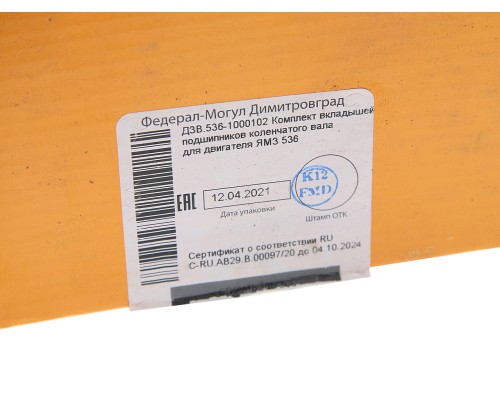 Федерал-Могул Димитровград
ДЗВ.536-1000102 Комплект вкладышей
подшипников коленчатого вала
для двигателя ЯМЗ 536
EAC
12.04.2021
Дата упаковки
K12
FMD
Штамп ОТК
Сертификат о соответствии RU
C-RU.АВ29.В.00097/20 до 04.10.2024